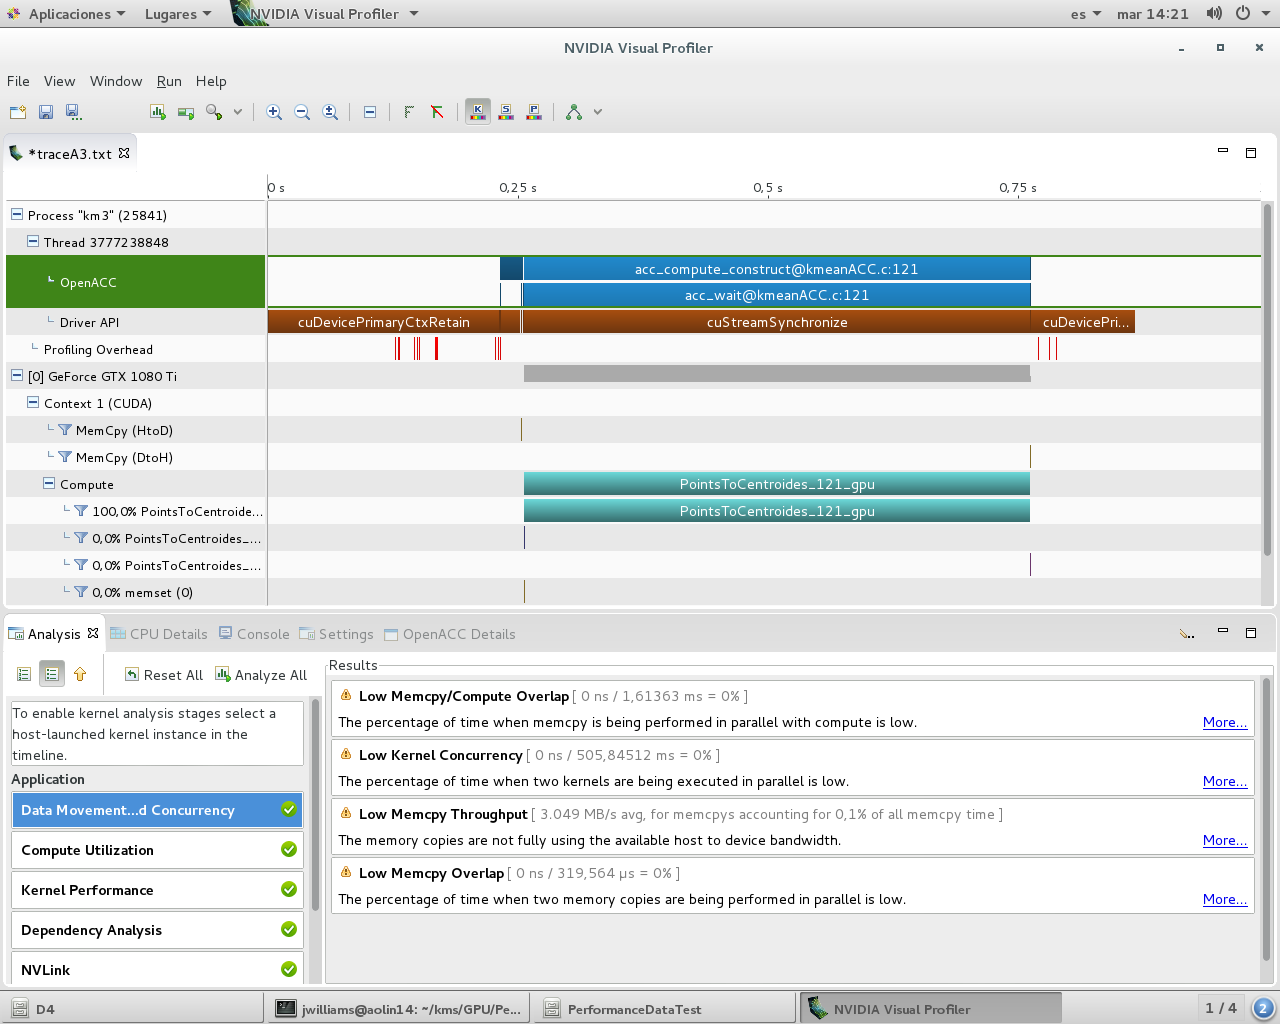 Aplicaciones Lugares NVIDIA Visual Profiler es mar 14:21
NVIDIA Visual Profiler
File View Window Run Help
K S P
*traceA3.txt
0 s 0,25 s 0,5 s 0,75 s
Process "km3" (25841)
Thread 3777238848
OpenACC
acc_compute_construct@kmeanACC.c:121
acc_wait@kmeanACC.c:121
Driver API cuDevicePrimaryCtxRetain cuStreamSynchronize cuDevicePri...
Profiling Overhead
[0] GeForce GTX 1080 Ti
Context 1 (CUDA)
MemCpy (HtoD)
MemCpy (DtoH)
Compute PointsToCentroides_121_gpu
100,0% PointsToCentroide... PointsToCentroides_121_gpu
0,0% PointsToCentroides_...
0,0% PointsToCentroides_...
0,0% memset (0)
Analysis CPU Details Console Settings OpenACC Details
Reset All Analyze All
To enable kernel analysis stages select a
host-launched kernel instance in the
timeline.
Application
Data Movement...d Concurrency
Compute Utilization
Kernel Performance
Dependency Analysis
NVLink
Results
Low Memcpy/Compute Overlap [ 0 ns / 1,61363 ms = 0% ]
The percentage of time when memcpy is being performed in parallel with compute is low. More...
Low Kernel Concurrency [ 0 ns / 505,84512 ms = 0% ]
The percentage of time when two kernels are being executed in parallel is low. More...
Low Memcpy Throughput [ 3.049 MB/s avg, for memcpys accounting for 0,1% of all memcpy time ]
The memory copies are not fully using the available host to device bandwidth. More...
Low Memcpy Overlap [ 0 ns / 319,564 µs = 0% ]
The percentage of time when two memory copies are being performed in parallel is low. More...
D4 jwilliams@aolin14: ~/kms/GPU/Pe... PerformanceDataTest NVIDIA Visual Profiler 1 / 4 2